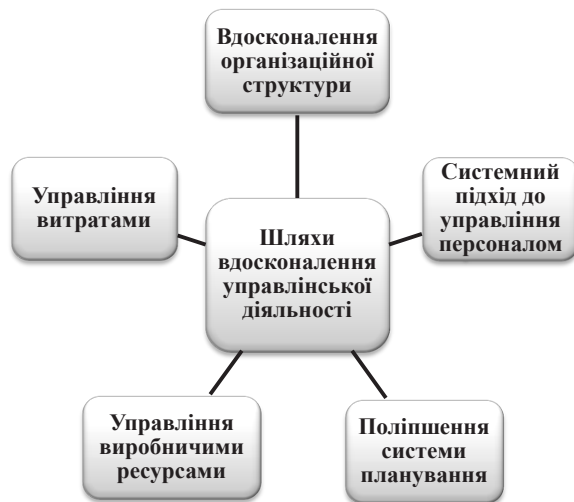 Вдосконалення
організаційної
структури
Управління
витратами
Системний
підхід до
управління
персоналом
Шляхи
вдосконалення
управлінської
діяльності
Управління
виробничими
ресурсами
Поліпшення
системи
планування